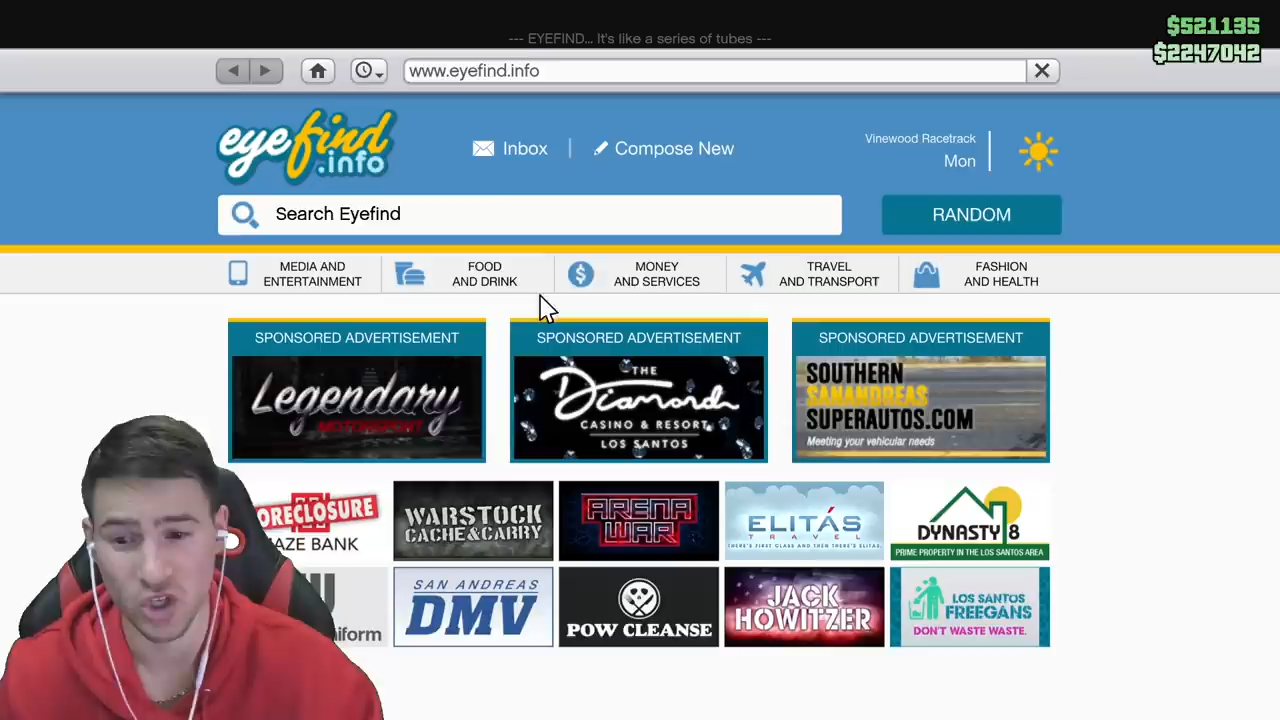 $521135
--- EYEFIND... It's like a series of tubes ---
$2247042
www.eyefind.info
eyefind
.info
Inbox
Compose New
Vinewood Racetrack
Mon
Search Eyefind
RANDOM
MEDIA AND
ENTERTAINMENT
FOOD
AND DRINK
MONEY
AND SERVICES
TRAVEL
AND TRANSPORT
FASHION
AND HEALTH
SPONSORED ADVERTISEMENT
Legendary
MOTORSPORT
SPONSORED ADVERTISEMENT
THE
Diamond
CASINO & RESORT
LOS SANTOS
SPONSORED ADVERTISEMENT
SOUTHERN
SANANDREAS
SUPERAUTOS.COM
Meeting your vehicular needs
ORECLOSURE
AZE BANK
WARSTOCK
CACHE&CARRY
ARENA
WAR
ELITÁS
TRAVEL
THERE'S FIRST CLASS AND THEN THERE'S ELITAS
DYNASTY 8
PRIME PROPERTY IN THE LOS SANTOS AREA
iform
SAN ANDREAS
DMV
POW CLEANSE
JACK
HOWITZER
LOS SANTOS
FREEGANS
DON'T WASTE WASTE.